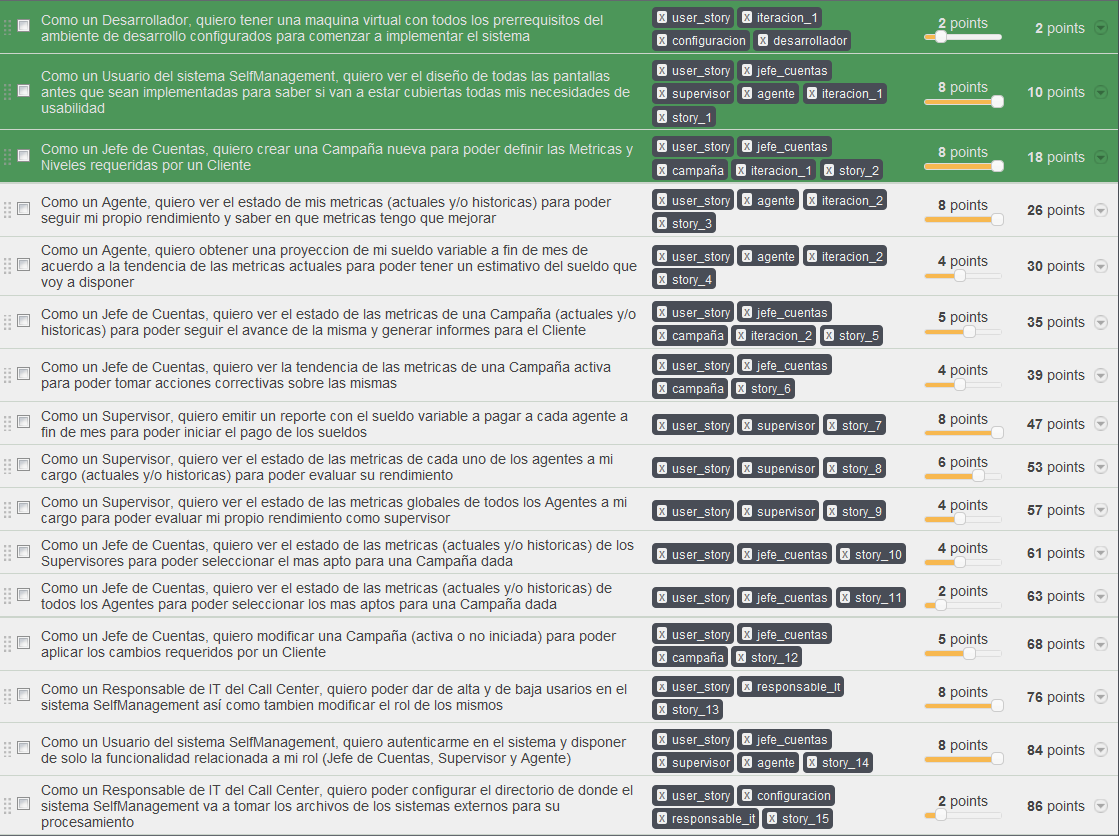 Como un Desarrollador, quiero tener una maquina virtual con todos los prerrequisitos del
ambiente de desarrollo configurados para comenzar a implementar el sistema
x user_story x iteracion_1
x configuracion x desarrollador
2 points
2 points
Como un Usuario del sistema SelfManagement, quiero ver el diseño de todas las pantallas
antes que sean implementadas para saber si van a estar cubiertas todas mis necesidades de
usabilidad
x user_story x jefe_cuentas
x supervisor x agente x iteracion_1
x story_1
8 points
10 points
Como un Jefe de Cuentas, quiero crear una Campaña nueva para poder definir las Metricas y
Niveles requeridas por un Cliente
x user_story x jefe_cuentas
x campaña x iteracion_1 x story_2
8 points
18 points
Como un Agente, quiero ver el estado de mis metricas (actuales y/o historicas) para poder
seguir mi propio rendimiento y saber en que metricas tengo que mejorar
x user_story x agente x iteracion_2
x story_3
8 points
26 points
Como un Agente, quiero obtener una proyeccion de mi sueldo variable a fin de mes de
acuerdo a la tendencia de las metricas actuales para poder tener un estimativo del sueldo que
voy a disponer
x user_story x agente x iteracion_2
x story_4
4 points
30 points
Como un Jefe de Cuentas, quiero ver el estado de las metricas de una Campaña (actuales y/o
historicas) para poder seguir el avance de la misma y generar informes para el Cliente
x user_story x jefe_cuentas
x campaña x iteracion_2 x story_5
5 points
35 points
Como un Jefe de Cuentas, quiero ver la tendencia de las metricas de una Campaña activa
para poder tomar acciones correctivas sobre las mismas
x user_story x jefe_cuentas
x campaña x story_6
4 points
39 points
Como un Supervisor, quiero emitir un reporte con el sueldo variable a pagar a cada agente a
fin de mes para poder iniciar el pago de los sueldos
x user_story x supervisor x story_7
8 points
47 points
Como un Supervisor, quiero ver el estado de las metricas de cada uno de los agentes a mi
cargo (actuales y/o historicas) para poder evaluar su rendimiento
x user_story x supervisor x story_8
6 points
53 points
Como un Supervisor, quiero ver el estado de las metricas globales de todos los Agentes a mi
cargo para poder evaluar mi propio rendimiento como supervisor
x user_story x supervisor x story_9
4 points
57 points
Como un Jefe de Cuentas, quiero ver el estado de las metricas (actuales y/o historicas) de los
Supervisores para poder seleccionar el mas apto para una Campaña dada
x user_story x jefe_cuentas x story_10
4 points
61 points
Como un Jefe de Cuentas, quiero ver el estado de las metricas (actuales y/o historicas) de
todos los Agentes para poder seleccionar los mas aptos para una Campaña dada
x user_story x jefe_cuentas x story_11
2 points
63 points
Como un Jefe de Cuentas, quiero modificar una Campaña (activa o no iniciada) para poder
aplicar los cambios requeridos por un Cliente
x user_story x jefe_cuentas
x campaña x story_12
5 points
68 points
Como un Responsable de IT del Call Center, quiero poder dar de alta y de baja usarios en el
sistema SelfManagement así como tambien modificar el rol de los mismos
x user_story x responsable_it
x story_13
8 points
76 points
Como un Usuario del sistema SelfManagement, quiero autenticarme en el sistema y disponer
de solo la funcionalidad relacionada a mi rol (Jefe de Cuentas, Supervisor y Agente)
x user_story x jefe_cuentas
x supervisor x agente x story_14
8 points
84 points
Como un Responsable de IT del Call Center, quiero poder configurar el directorio de donde el
sistema SelfManagement va a tomar los archivos de los sistemas externos para su
procesamiento
x user_story x configuracion
x responsable_it x story_15
2 points
86 points